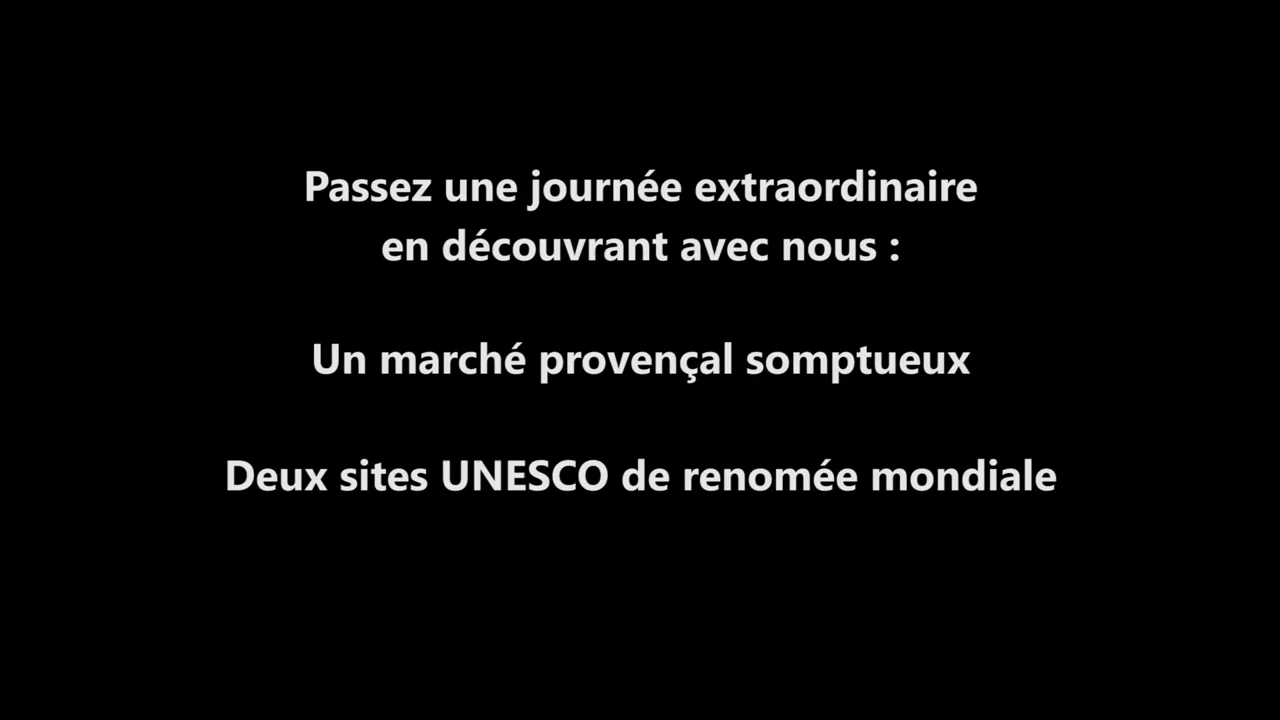 Passez une journée extraordinaire
en découvrant avec nous :
Un marché provençal somptueux
Deux sites UNESCO de renomée mondiale